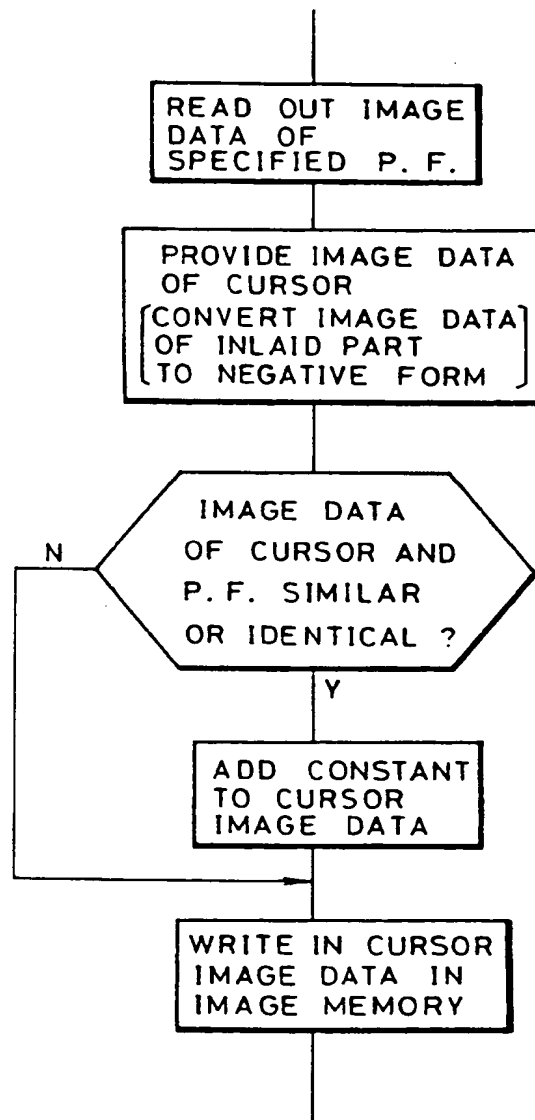 READ OUT IMAGE
DATA OF
SPECIFIED P. F.
PROVIDE IMAGE DATA
OF CURSOR
[CONVERT IMAGE DATA
OF INLAID PART
TO NEGATIVE FORM]
IMAGE DATA
OF CURSOR AND
P. F. SIMILAR
OR IDENTICAL ?
N
Y
ADD CONSTANT
TO CURSOR
IMAGE DATA
WRITE IN CURSOR
IMAGE DATA IN
IMAGE MEMORY